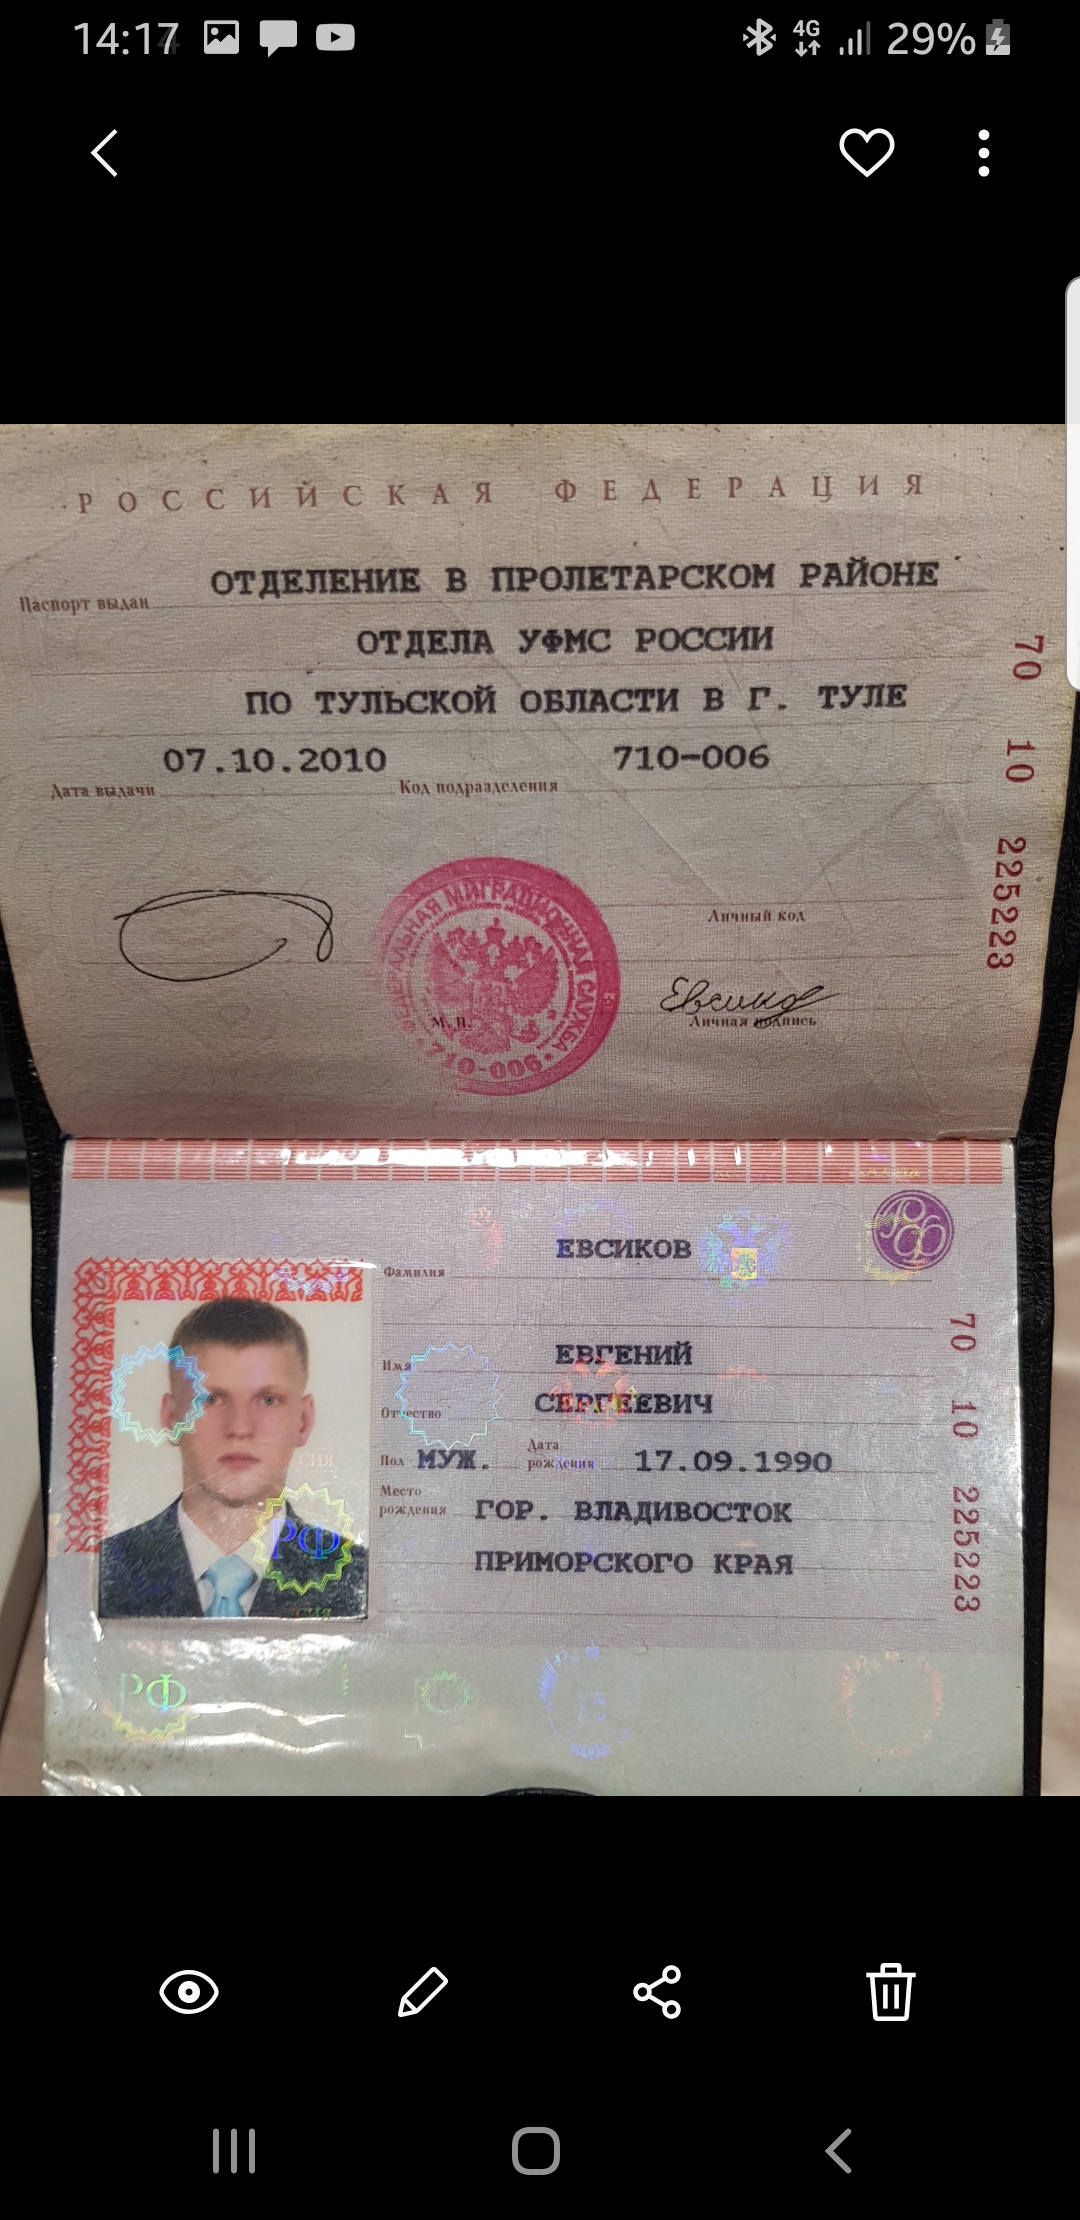 14:17
4G
29%
РОССИЙСКАЯ ФЕДЕРАЦИЯ
Паспорт выдан ОТДЕЛЕНИЕ В ПРОЛЕТАРСКОМ РАЙОНЕ
ОТДЕЛА УФМС РОССИИ
ПО ТУЛЬСКОЙ ОБЛАСТИ В Г. ТУЛЕ
Дата выдачи 07.10.2010 Код подразделения 710-006
70 10 225223
ФЕДЕРАЛЬНАЯ МИГРАЦИОННАЯ СЛУЖБА
710-006
М. П.
Личный код
Евсиков
Личная подпись
РФ
Фамилия ЕВСИКОВ
Имя ЕВГЕНИЙ
Отчество СЕРГЕЕВИЧ
Пол МУЖ. Дата рождения 17.09.1990
Место рождения ГОР. ВЛАДИВОСТОК
ПРИМОРСКОГО КРАЯ
70 10 225223
РФ
РФ